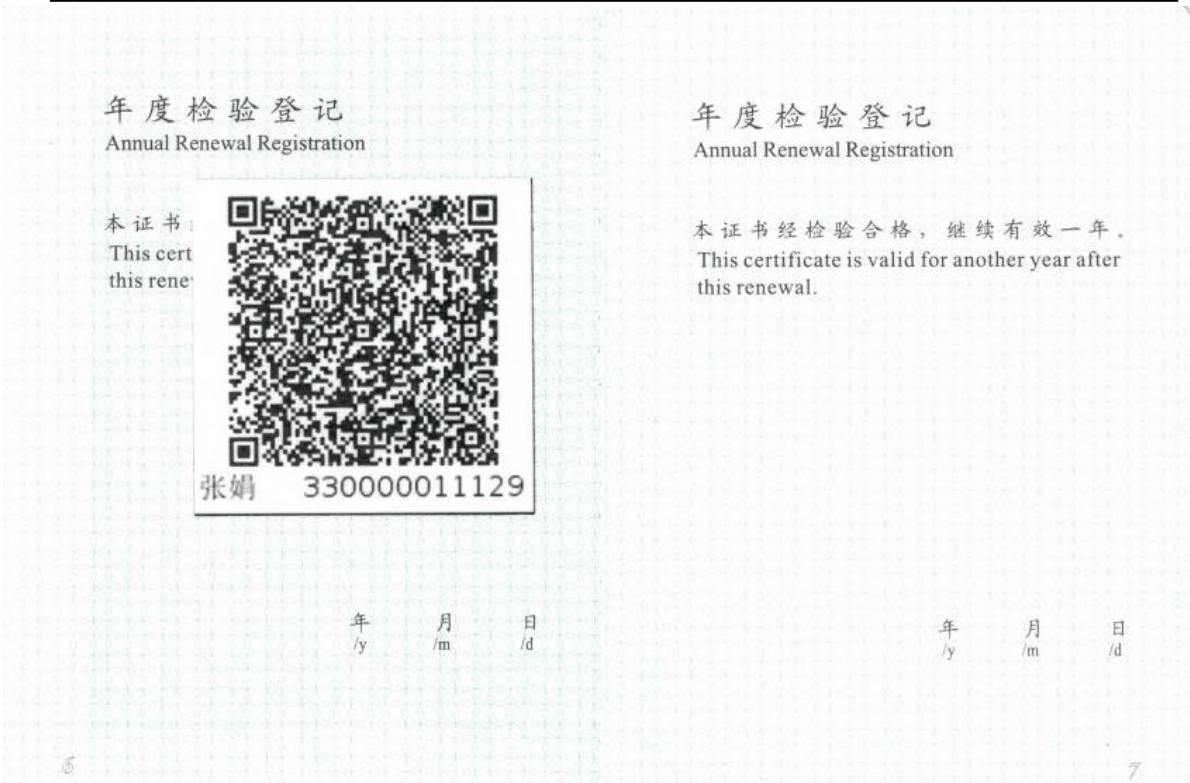 年度检验登记
Annual Renewal Registration
本证书
This cert
this rene
张娟 330000011129
年 月 日
/y /m /d
6
年度检验登记
Annual Renewal Registration
本证书经检验合格，继续有效一年。
This certificate is valid for another year after
this renewal.
年 月 日
/y /m /d
7